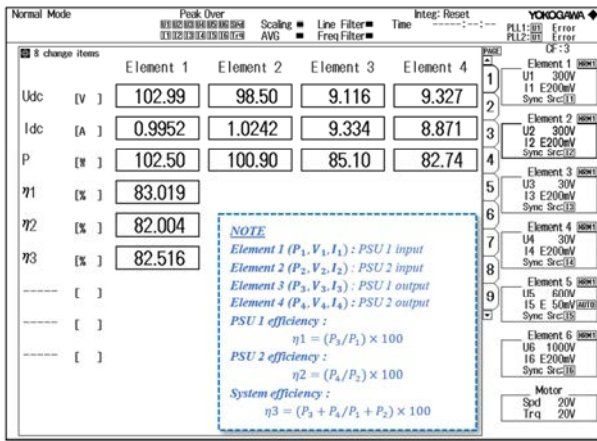 Normal Mode
Peak Over
U1 U2 U3 U4 U5 U6 Spd
I1 I2 I3 I4 I5 I6 Trq
Scaling
AVG
Line Filter
Freq Filter
Integ: Reset
Time -----:--:--
YOKOGAWA
PLL1:U1 Error
PLL2:U1 Error
8 change items
PAGE
CF:3
Element 1 Element 2 Element 3 Element 4
Udc [V ] 102.99 98.50 9.116 9.327
Idc [A ] 0.9952 1.0242 9.334 8.871
P [W ] 102.50 100.90 85.10 82.74
η1 [% ] 83.019
η2 [% ] 82.004
η3 [% ] 82.516
----- [ ]
----- [ ]
----- [ ]
NOTE
Element 1 (P₁, V₁, I₁) : PSU 1 input
Element 2 (P₂, V₂, I₂) : PSU 2 input
Element 3 (P₃, V₃, I₃) : PSU 1 output
Element 4 (P₄, V₄, I₄) : PSU 2 output
PSU 1 efficiency :
η1 = (P₃/P₁) × 100
PSU 2 efficiency :
η2 = (P₄/P₂) × 100
System efficiency :
η3 = (P₃ + P₄/P₁ + P₂) × 100
1
2
3
4
5
6
7
8
9
Element 1 HRM1
U1 300V
I1 E200mV
Sync Src:I1
Element 2 HRM1
U2 300V
I2 E200mV
Sync Src:I2
Element 3 HRM1
U3 30V
I3 E200mV
Sync Src:I3
Element 4 HRM1
U4 30V
I4 E200mV
Sync Src:I4
Element 5 HRM1
U5 600V
I5 E 50mV AUTO
Sync Src:I5
Element 6 HRM1
U6 1000V
I6 E200mV
Sync Src:I6
Motor
Spd 20V
Trq 20V